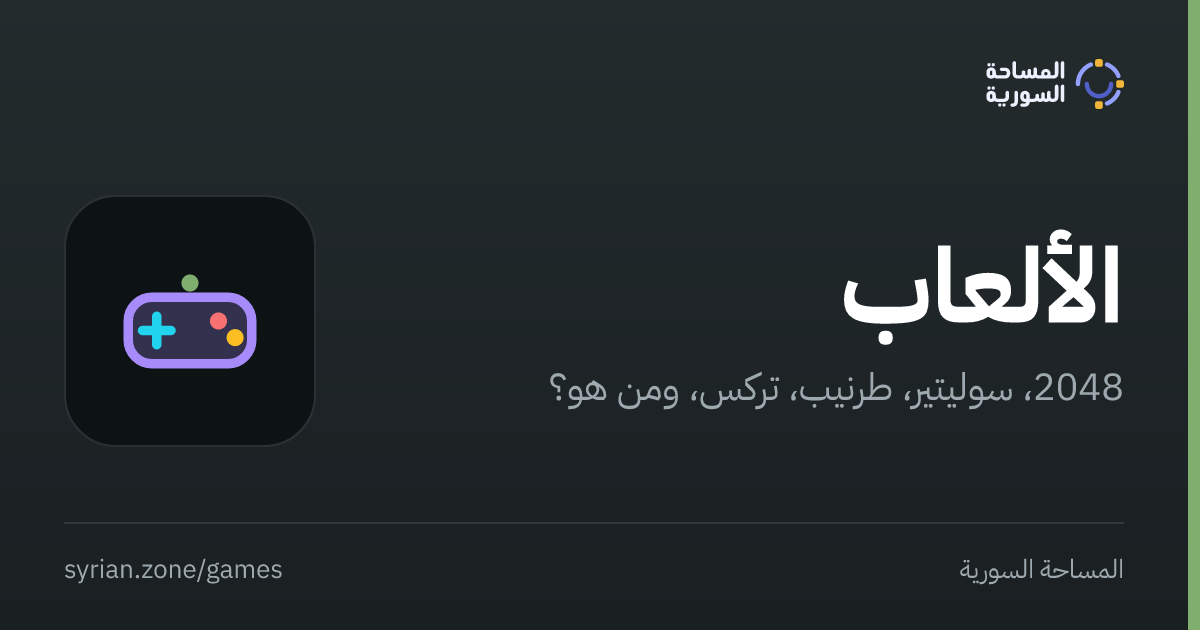 المساحة
السورية
الألعاب
2048، سوليتير، طرنيب، تركس، ومن هو؟
المساحة السورية
syrian.zone/games